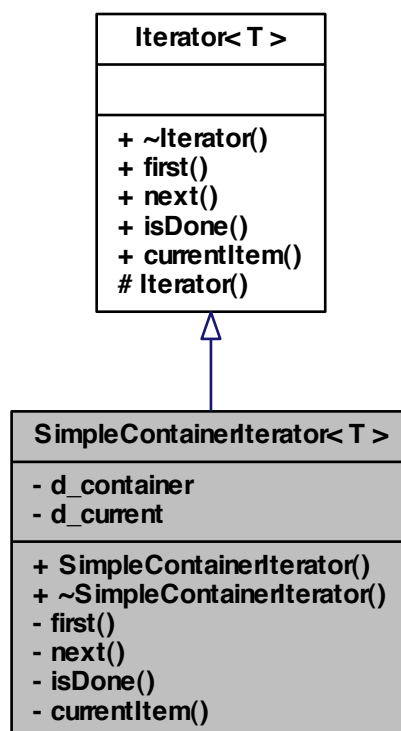 Iterator< T >
+ ~Iterator()
+ first()
+ next()
+ isDone()
+ currentItem()
# Iterator()
SimpleContainerIterator< T >
- d_container
- d_current
+ SimpleContainerIterator()
+ ~SimpleContainerIterator()
- first()
- next()
- isDone()
- currentItem()